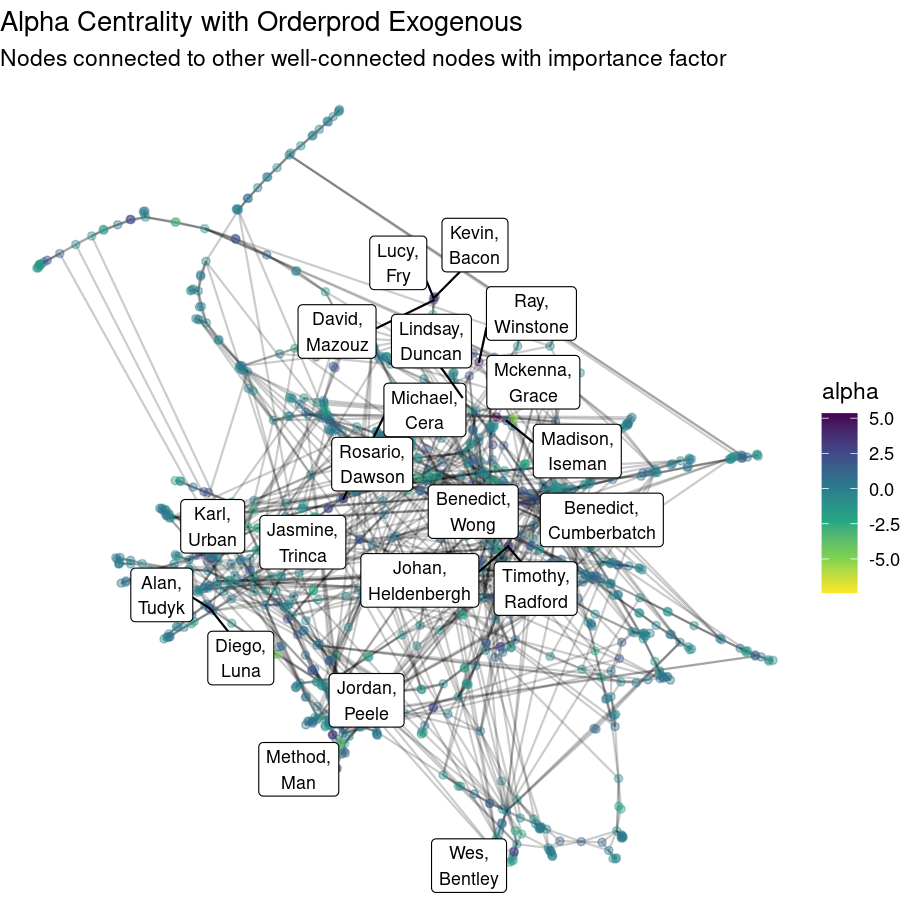 Alpha Centrality with Orderprod Exogenous
Nodes connected to other well-connected nodes with importance factor
Kevin,
Bacon
Lucy,
Fry
Ray,
Winstone
David,
Mazouz
Lindsay,
Duncan
Mckenna,
Grace
Michael,
Cera
Madison,
Iseman
Rosario,
Dawson
Benedict,
Wong
Benedict,
Cumberbatch
Karl,
Urban
Jasmine,
Trinca
Johan,
Heldenbergh
Timothy,
Radford
Alan,
Tudyk
Diego,
Luna
Jordan,
Peele
Method,
Man
Wes,
Bentley
alpha
5.0
2.5
0.0
-2.5
-5.0